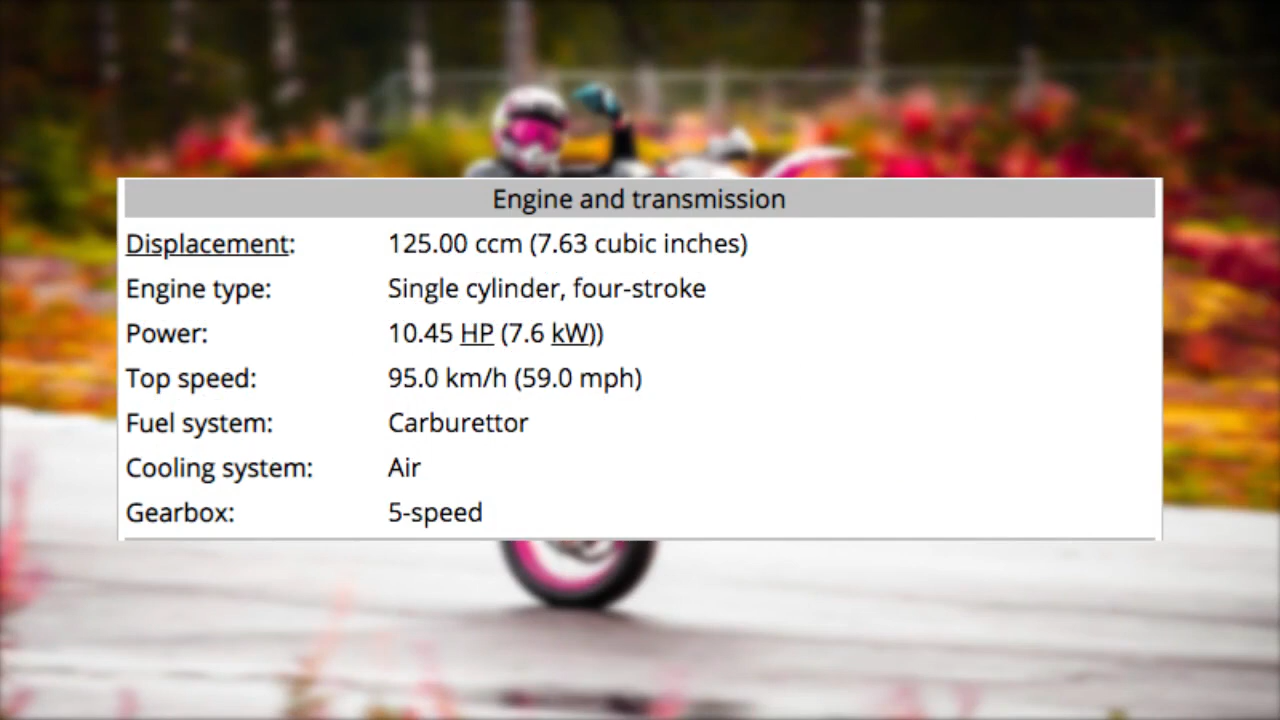 Engine and transmission
Displacement: 125.00 ccm (7.63 cubic inches)
Engine type: Single cylinder, four-stroke
Power: 10.45 HP (7.6 kW))
Top speed: 95.0 km/h (59.0 mph)
Fuel system: Carburettor
Cooling system: Air
Gearbox: 5-speed